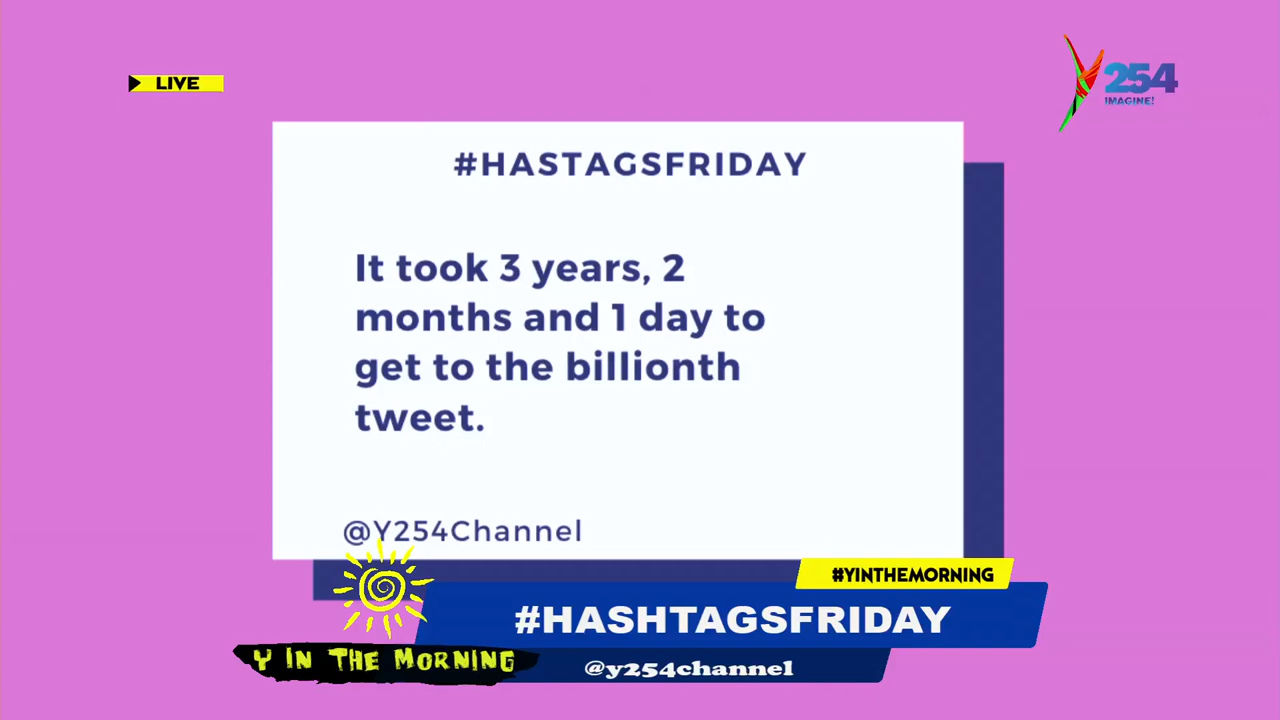 LIVE
254
IMAGINE!
#HASTAGSFRIDAY
It took 3 years, 2
months and 1 day to
get to the billionth
tweet.
@Y254Channel
#YINTHEMORNING
#HASHTAGSFRIDAY
Y IN THE MORNING
@y254channel